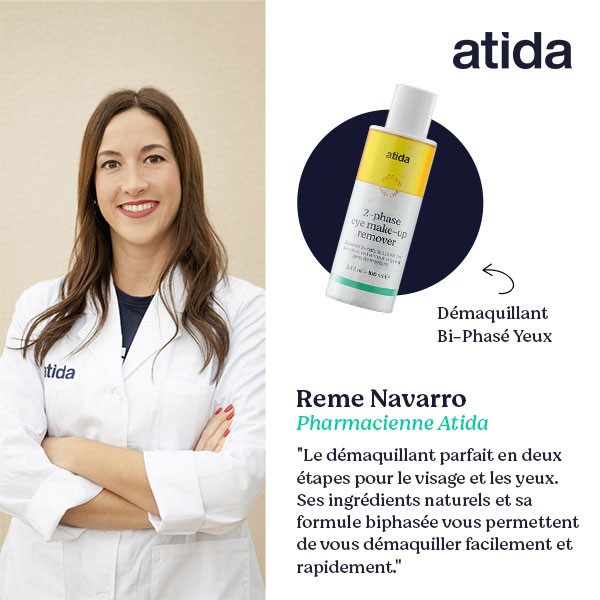 atida
atida
2-phase
eye make-up
remover
Démaquillant
Bi-Phasé Yeux
atida
Reme Navarro
Pharmacienne Atida
"Le démaquillant parfait en deux
étapes pour le visage et les yeux.
Ses ingrédients naturels et sa
formule biphasée vous permettent
de vous démaquiller facilement et
rapidement."